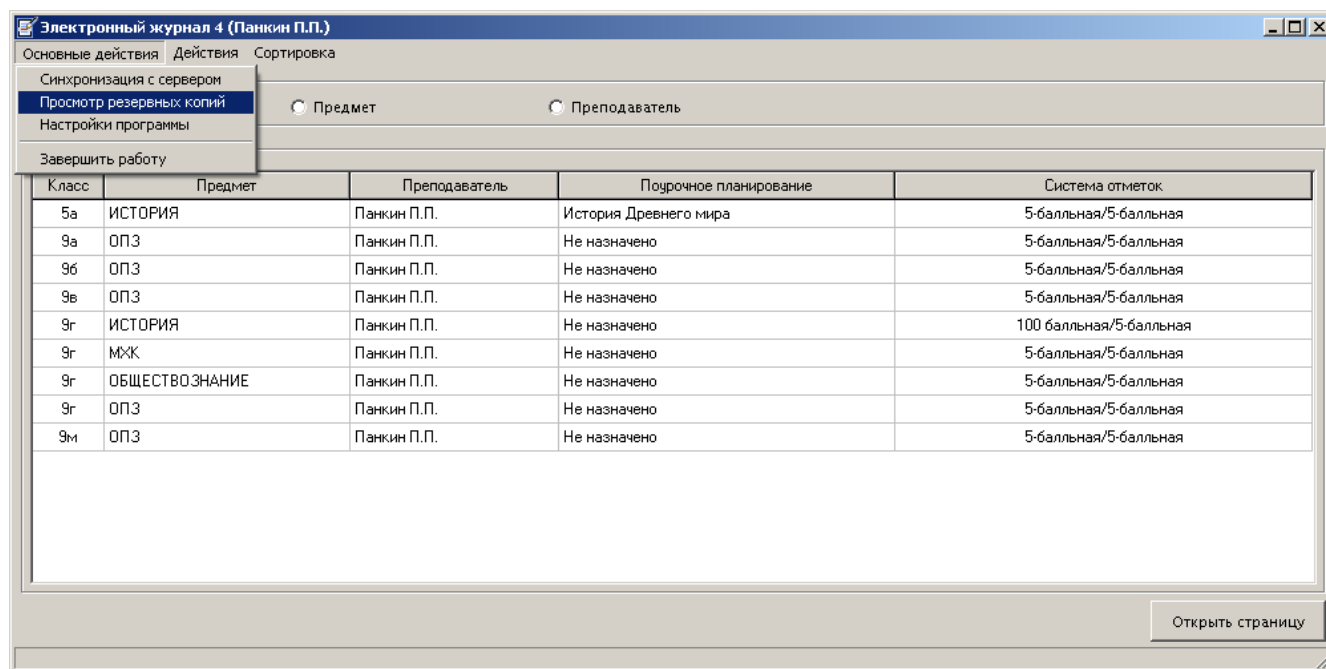 Электронный журнал 4 (Панкин П.П.)
Основные действия Действия Сортировка
Синхронизация с сервером
Просмотр резервных копий
Настройки программы
Завершить работу
Предмет Преподаватель
Класс Предмет Преподаватель Поурочное планирование Система отметок
5а ИСТОРИЯ Панкин П.П. История Древнего мира 5-балльная/5-балльная
9а ОПЗ Панкин П.П. Не назначено 5-балльная/5-балльная
9б ОПЗ Панкин П.П. Не назначено 5-балльная/5-балльная
9в ОПЗ Панкин П.П. Не назначено 5-балльная/5-балльная
9г ИСТОРИЯ Панкин П.П. Не назначено 100 балльная/5-балльная
9г МХК Панкин П.П. Не назначено 5-балльная/5-балльная
9г ОБЩЕСТВОЗНАНИЕ Панкин П.П. Не назначено 5-балльная/5-балльная
9г ОПЗ Панкин П.П. Не назначено 5-балльная/5-балльная
9м ОПЗ Панкин П.П. Не назначено 5-балльная/5-балльная
Открыть страницу